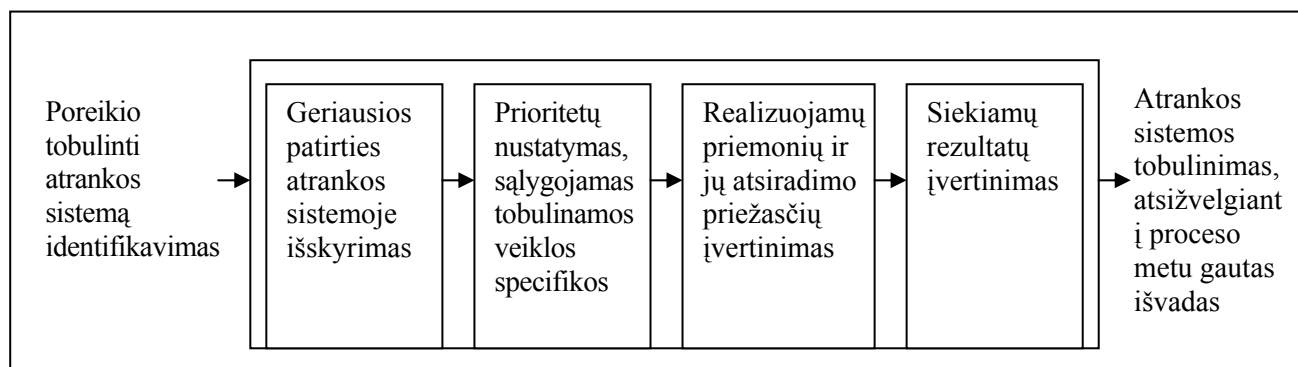 Poreikio
tobulinti
atrankos
sistemą
identifikavimas
Geriausios
patirties
atrankos
sistemoje
išskyrimas
Prioritetų
nustatymas,
sąlygojamas
tobulinamos
veiklos
specifikos
Realizuojamų
priemonių ir
jų atsiradimo
priežasčių
įvertinimas
Siekiamų
rezultatų
įvertinimas
Atrankos
sistemos
tobulinimas,
atsižvelgiant
į proceso
metu gautas
išvadas